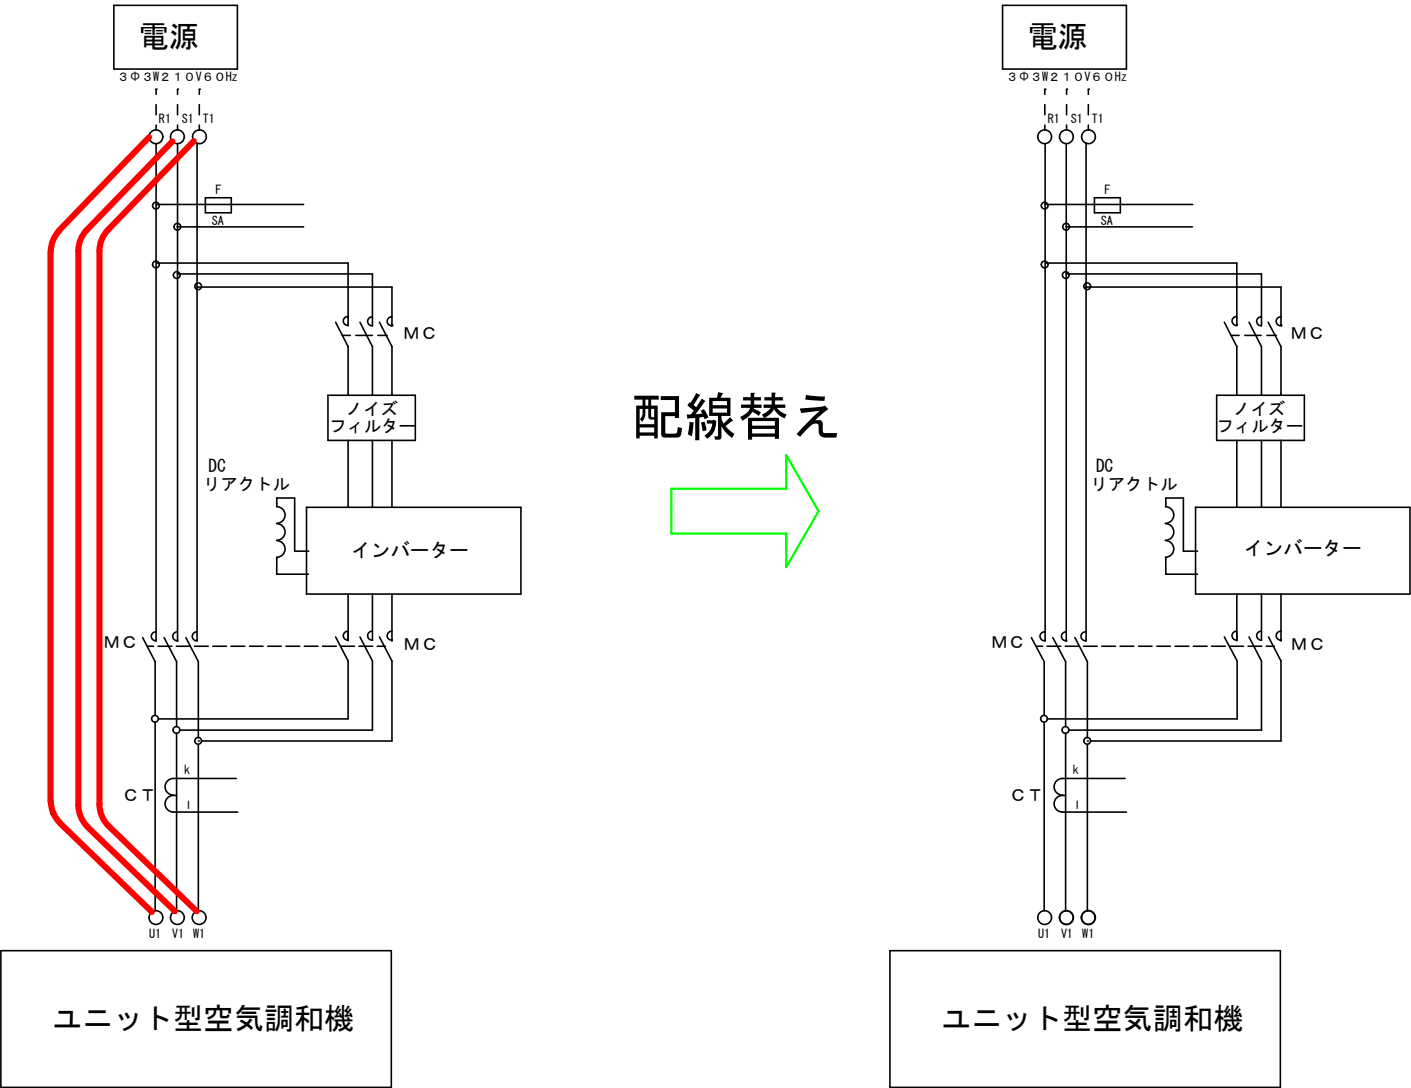 電源
3Φ3W210V60Hz
R1 S1 T1
F
SA
MC
ノイズ
フィルター
DC
リアクトル
インバーター
MC
MC
k
CT
l
U1 V1 W1
ユニット型空気調和機
配線替え
電源
3Φ3W210V60Hz
R1 S1 T1
F
SA
MC
ノイズ
フィルター
DC
リアクトル
インバーター
MC
MC
k
CT
l
U1 V1 W1
ユニット型空気調和機